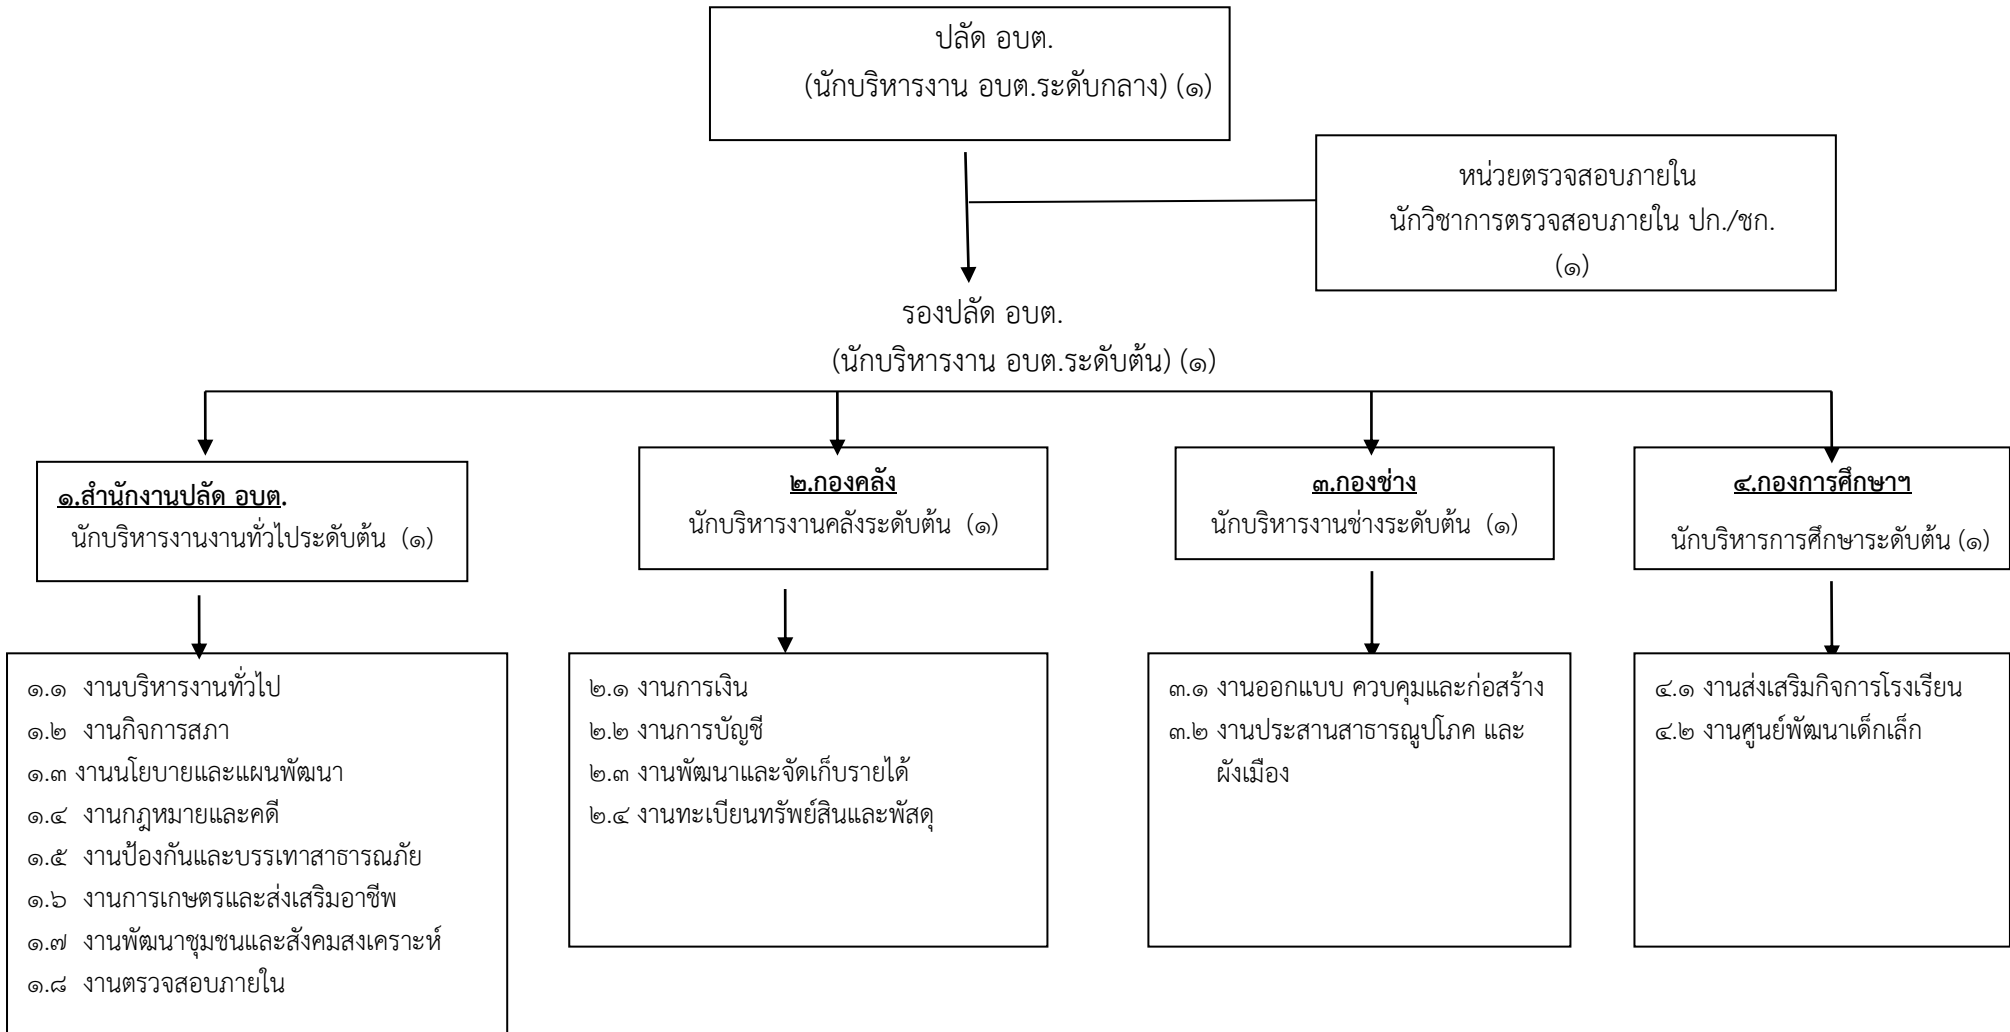 ปลัด อบต.
(นักบริหารงาน อบต.ระดับกลาง) (๑)
หน่วยตรวจสอบภายใน
นักวิชาการตรวจสอบภายใน ปก./ชก.
(๑)
รองปลัด อบต.
(นักบริหารงาน อบต.ระดับต้น) (๑)
๑.สำนักงานปลัด อบต.
นักบริหารงานงานทั่วไประดับต้น (๑)
๒.กองคลัง
นักบริหารงานคลังระดับต้น (๑)
๓.กองช่าง
นักบริหารงานช่างระดับต้น (๑)
๔.กองการศึกษาฯ
นักบริหารการศึกษาระดับต้น (๑)
๑.๑ งานบริหารงานทั่วไป
๑.๒ งานกิจการสภา
๑.๓ งานนโยบายและแผนพัฒนา
๑.๔ งานกฎหมายและคดี
๑.๕ งานป้องกันและบรรเทาสาธารณภัย
๑.๖ งานการเกษตรและส่งเสริมอาชีพ
๑.๗ งานพัฒนาชุมชนและสังคมสงเคราะห์
๑.๘ งานตรวจสอบภายใน
๒.๑ งานการเงิน
๒.๒ งานการบัญชี
๒.๓ งานพัฒนาและจัดเก็บรายได้
๒.๔ งานทะเบียนทรัพย์สินและพัสดุ
๓.๑ งานออกแบบ ควบคุมและก่อสร้าง
๓.๒ งานประสานสาธารณูปโภค และ
ผังเมือง
๔.๑ งานส่งเสริมกิจการโรงเรียน
๔.๒ งานศูนย์พัฒนาเด็กเล็ก